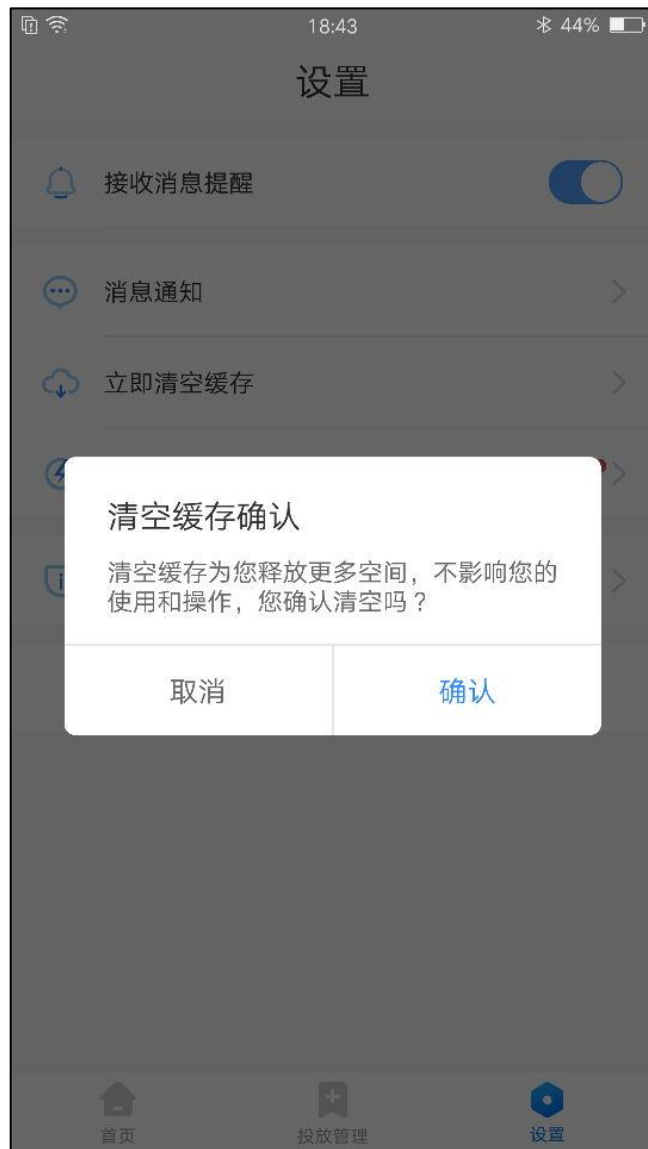 18:43
44%
设置
接收消息提醒
消息通知
立即清空缓存
清空缓存确认
清空缓存为您释放更多空间，不影响您的
使用和操作，您确认清空吗？
取消
确认
首页
投放管理
设置